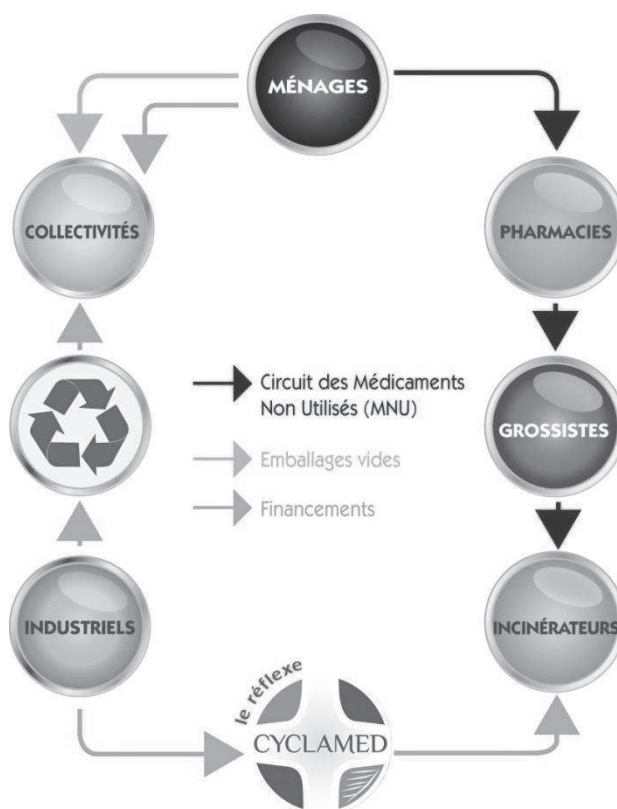 MÉNAGES
COLLECTIVITÉS
PHARMACIES
Circuit des Médicaments
Non Utilisés (MNU)
GROSSISTES
Emballages vides
Financements
INDUSTRIELS
INCINÉRATEURS
le réflexe
CYCLAMED